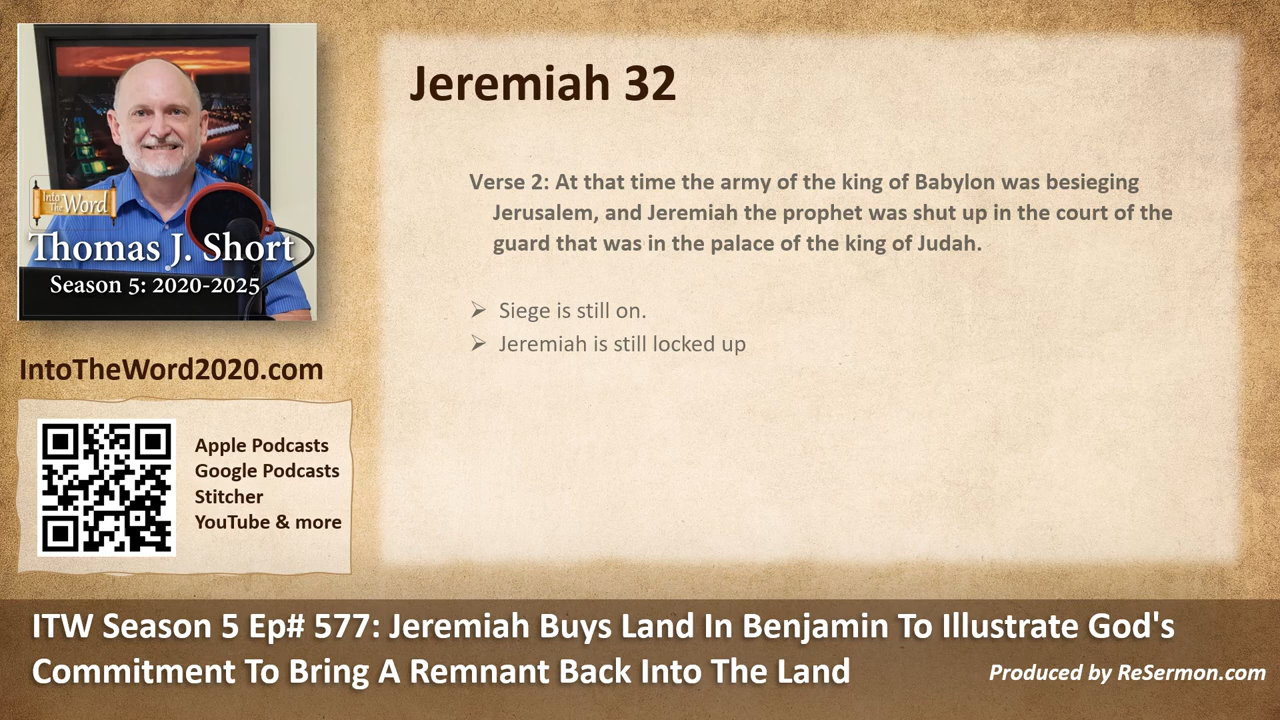 Into
The Word
Thomas J. Short
Season 5: 2020-2025
IntoTheWord2020.com
Apple Podcasts
Google Podcasts
Stitcher
YouTube & more
Jeremiah 32
Verse 2: At that time the army of the king of Babylon was besieging
Jerusalem, and Jeremiah the prophet was shut up in the court of the
guard that was in the palace of the king of Judah.
➢ Siege is still on.
➢ Jeremiah is still locked up
ITW Season 5 Ep# 577: Jeremiah Buys Land In Benjamin To Illustrate God's
Commitment To Bring A Remnant Back Into The Land
Produced by ReSermon.com